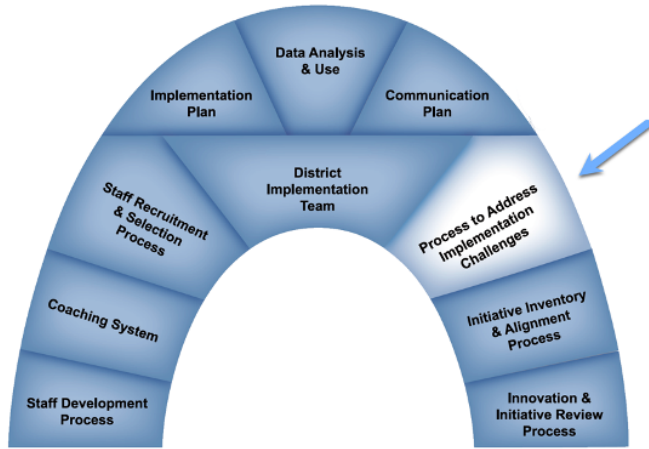 Data Analysis
& Use
Implementation
Plan
Communication
Plan
District
Implementation
Team
Staff Recruitment
& Selection
Process
Process to Address
Implementation
Challenges
Coaching System
Initiative Inventory
& Alignment
Process
Staff Development
Process
Innovation &
Initiative Review
Process